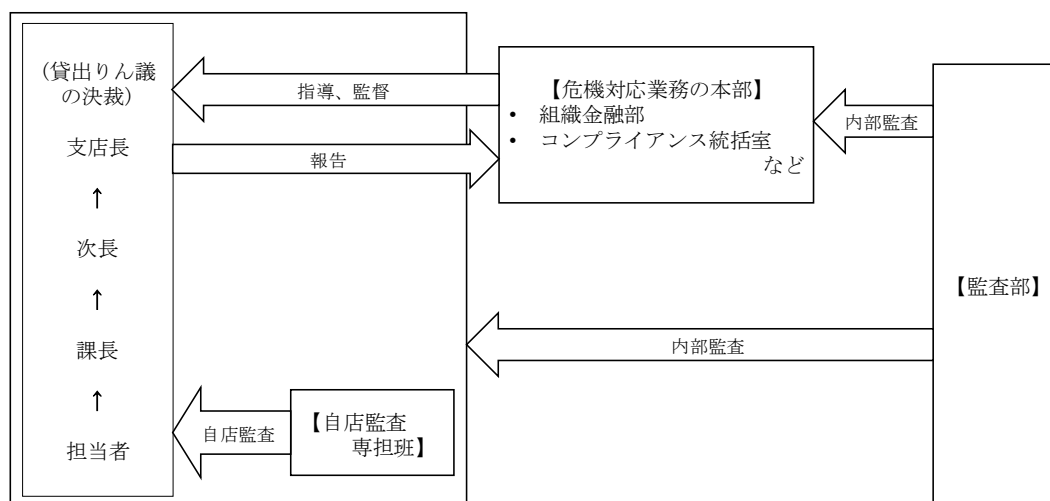 (貸出りん議
の決裁)
支店長
↑
次長
↑
課長
↑
担当者
指導、監督
報告
【危機対応業務の本部】
• 組織金融部
• コンプライアンス統括室
など
内部監査
【監査部】
内部監査
自店監査
【自店監査
専担班】